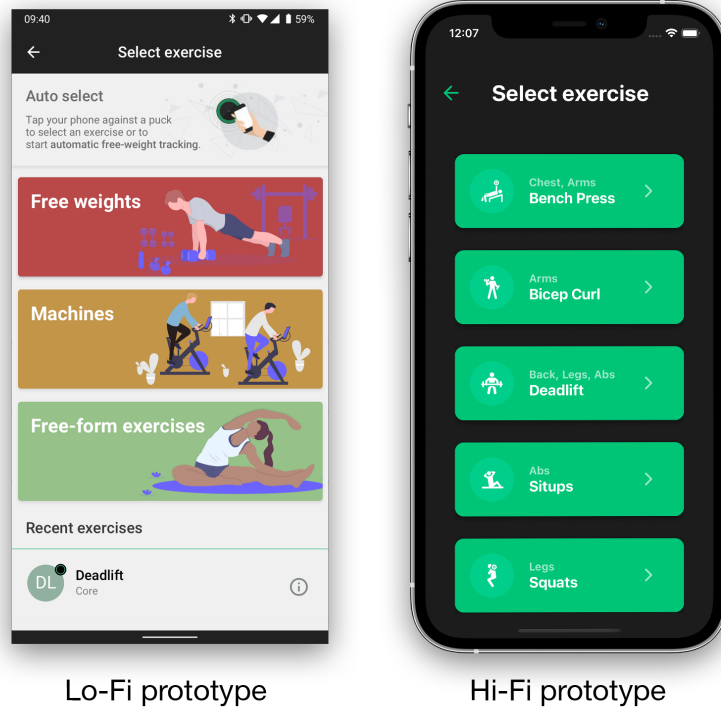 09:40
59%
Select exercise
Auto select
Tap your phone against a puck
to select an exercise or to
start automatic free-weight tracking.
Free weights
Machines
Free-form exercises
Recent exercises
DL
Deadlift
Core
12:07
Select exercise
Chest, Arms
Bench Press
Arms
Bicep Curl
Back, Legs, Abs
Deadlift
Abs
Situps
Legs
Squats
Lo-Fi prototype
Hi-Fi prototype